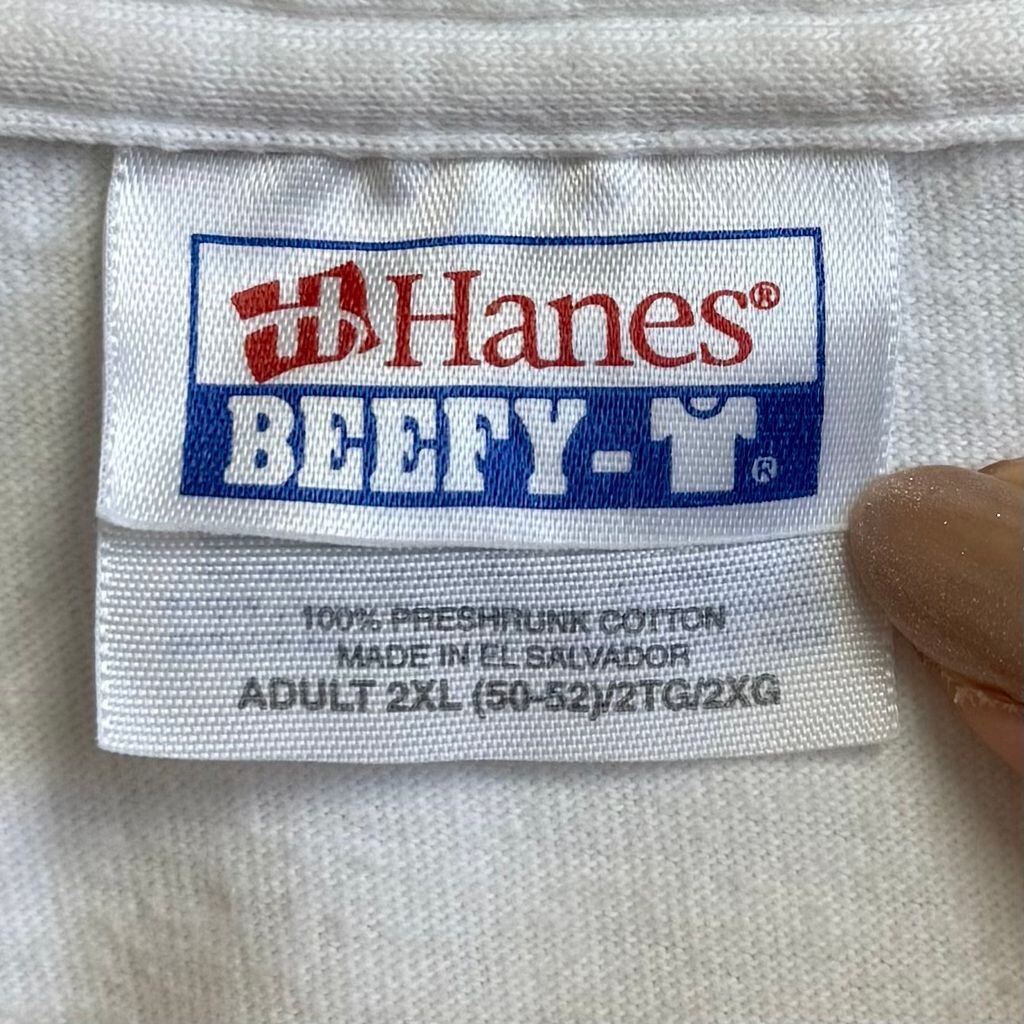 Hanes®
BEEFY-T®
100% PRESHRUNK COTTON
MADE IN EL SALVADOR
ADULT 2XL (50-52)/2TG/2XG